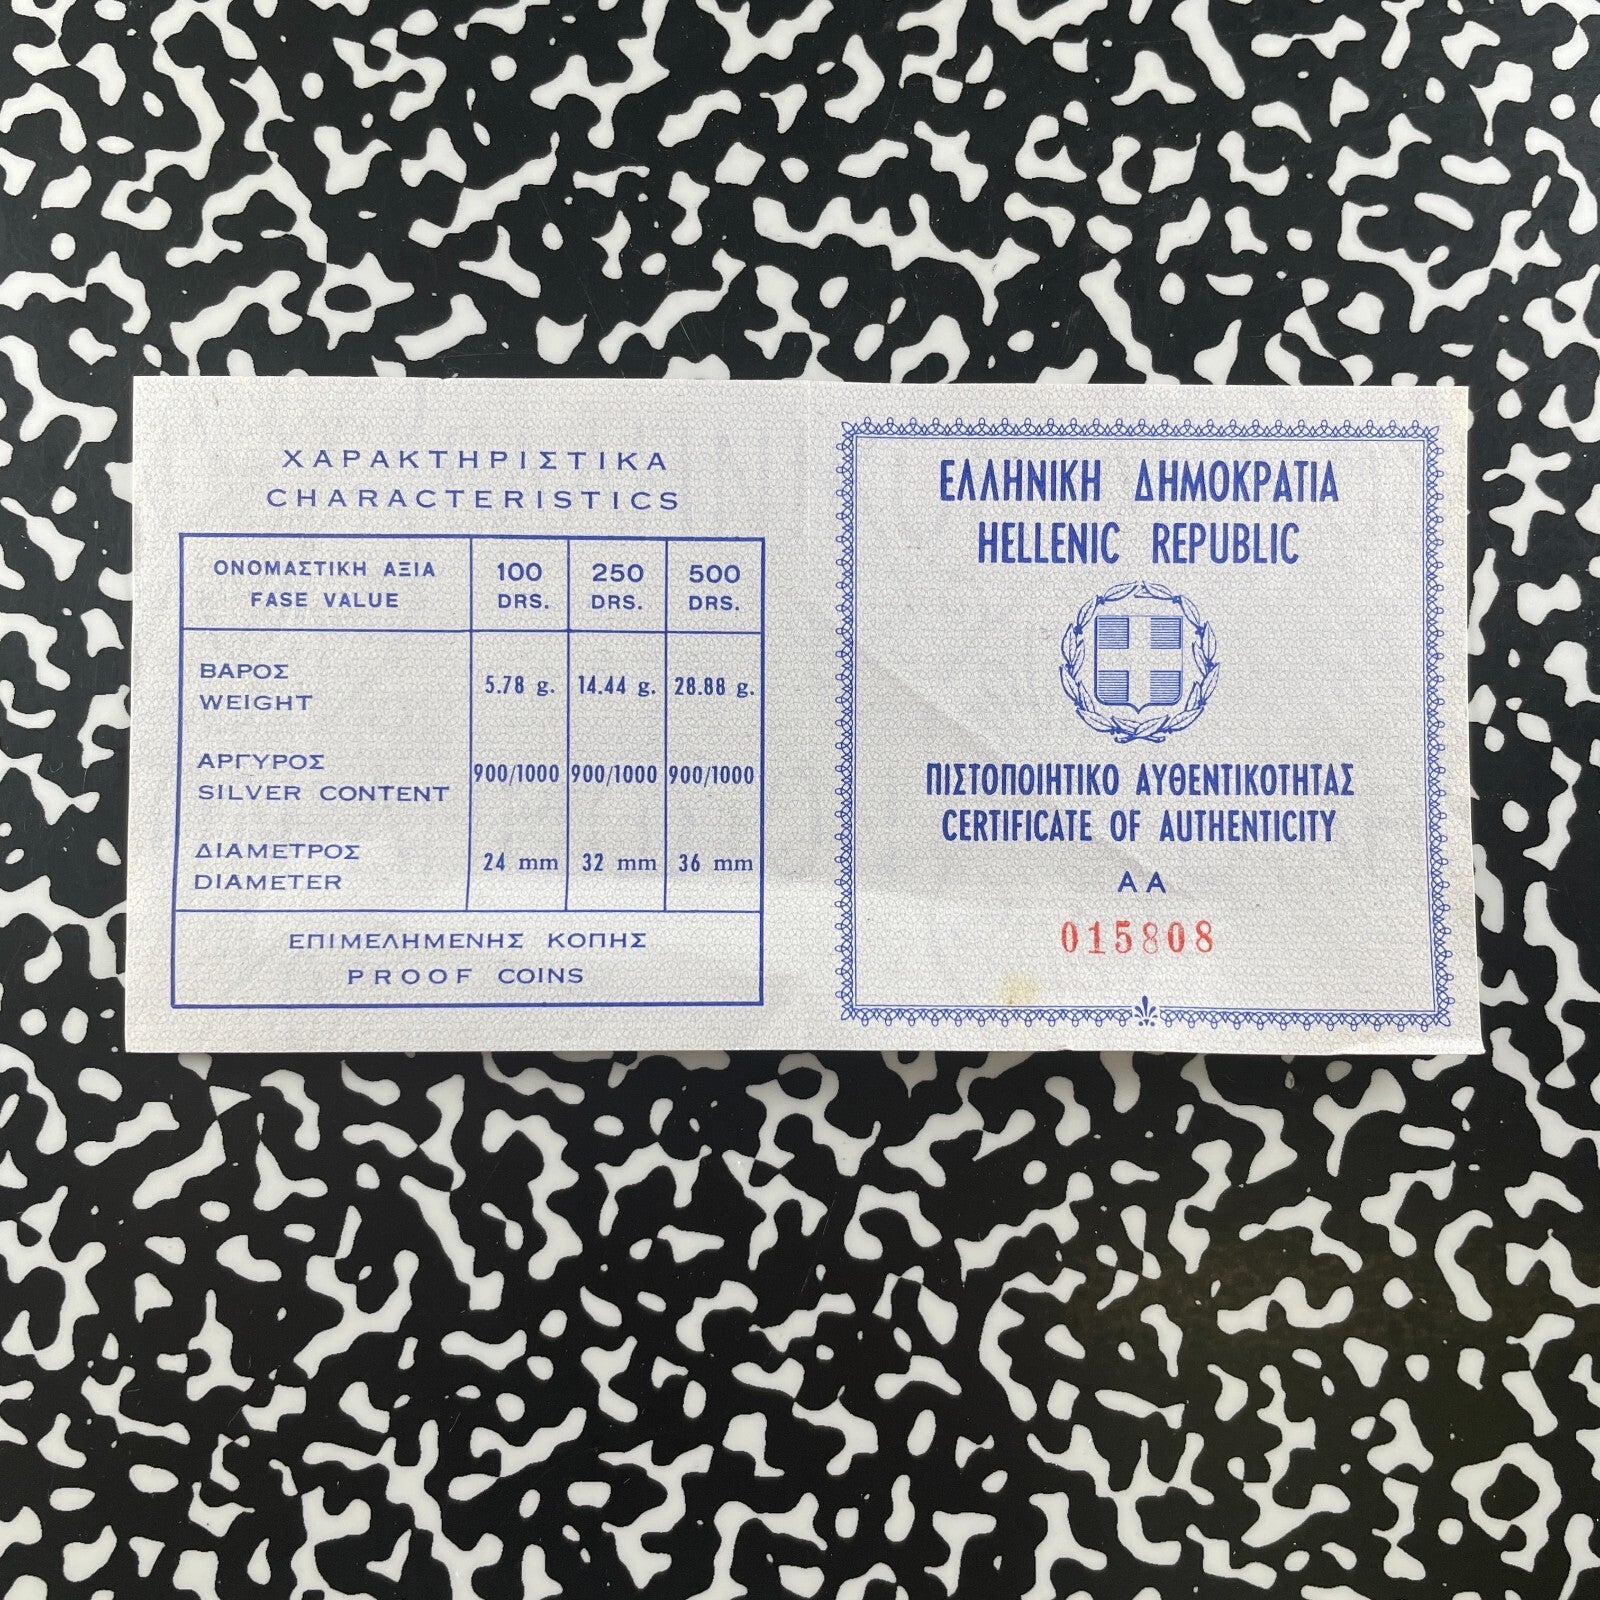 ΧΑΡΑΚΤΗΡΙΣΤΙΚΑ
CHARACTERISTICS
ΟΝΟΜΑΣΤΙΚΗ ΑΞΙΑ 100 250 500
FASE VALUE DRS. DRS. DRS.
ΒΑΡΟΣ
WEIGHT
5.78 g. 14.44 g. 28.88 g.
ΑΡΓΥΡΟΣ
SILVER CONTENT
900/1000 900/1000 900/1000
ΔΙΑΜΕΤΡΟΣ
DIAMETER
24 mm 32 mm 36 mm
ΕΠΙΜΕΛΗΜΕΝΗΣ ΚΟΠΗΣ
PROOF COINS
ΕΛΛΗΝΙΚΗ ΔΗΜΟΚΡΑΤΙΑ
HELLENIC REPUBLIC
ΠΙΣΤΟΠΟΙΗΤΙΚΟ ΑΥΘΕΝΤΙΚΟΤΗΤΑΣ
CERTIFICATE OF AUTHENTICITY
Α Α
015808